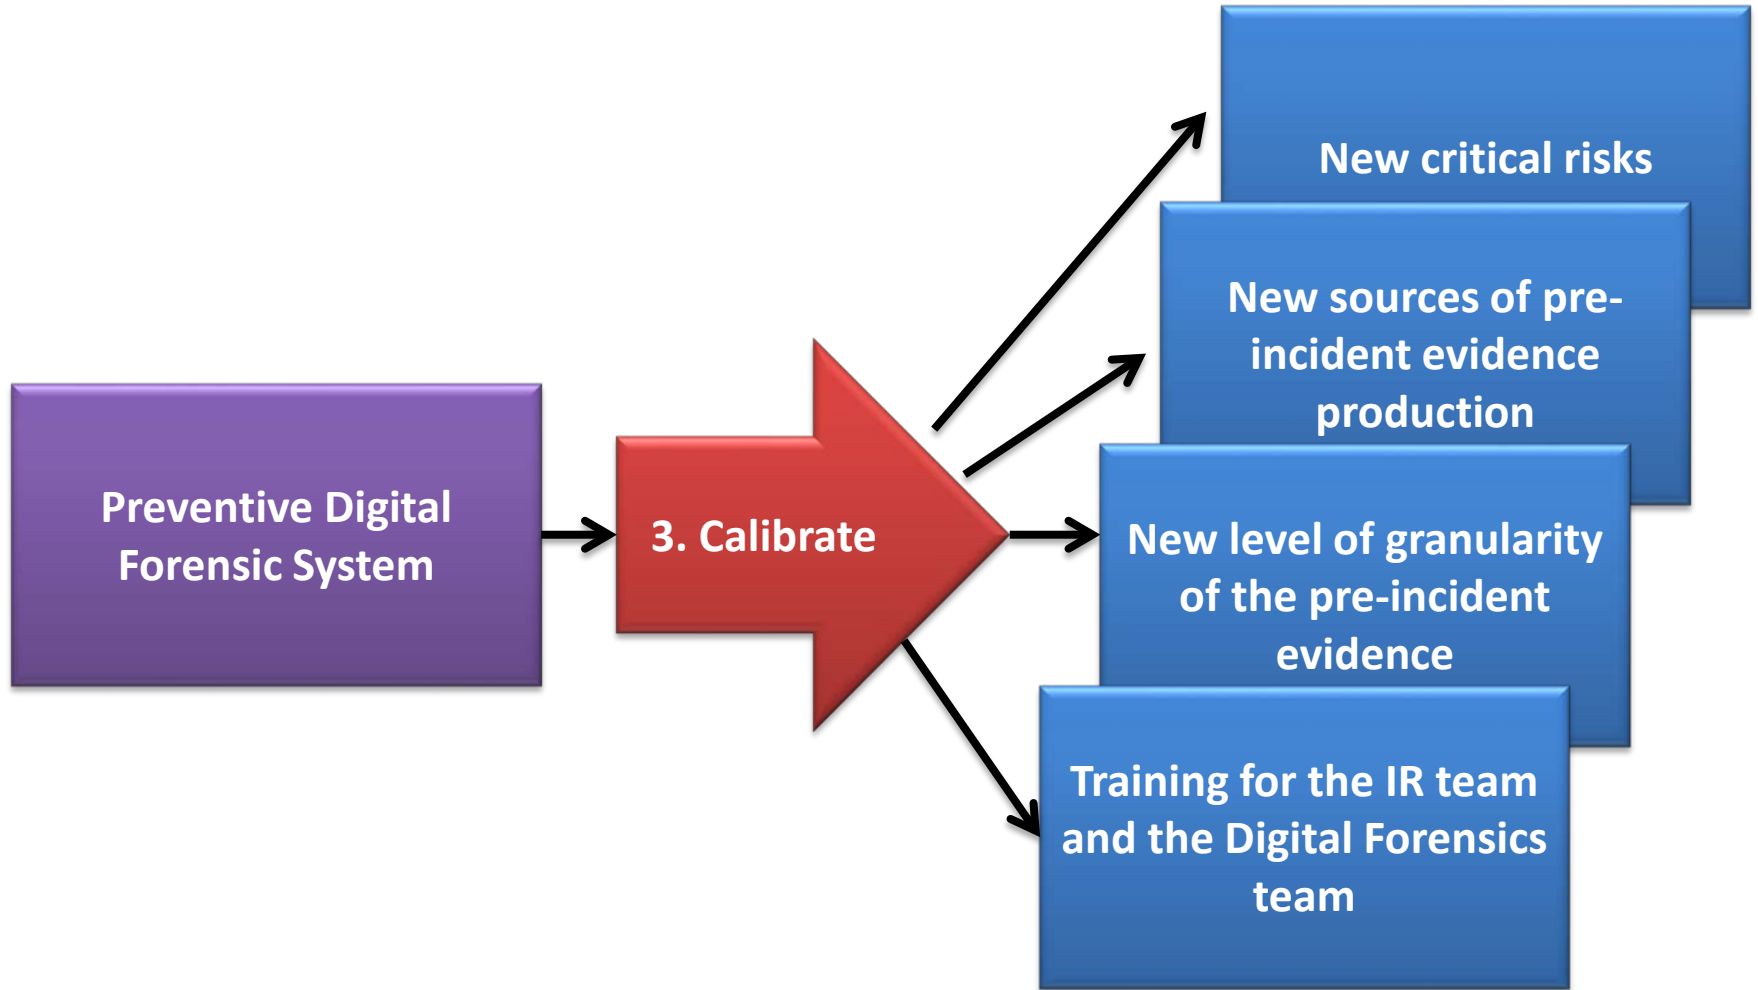 Preventive Digital
Forensic System
3. Calibrate
New critical risks
New sources of pre-
incident evidence
production
New level of granularity
of the pre-incident
evidence
Training for the IR team
and the Digital Forensics
team